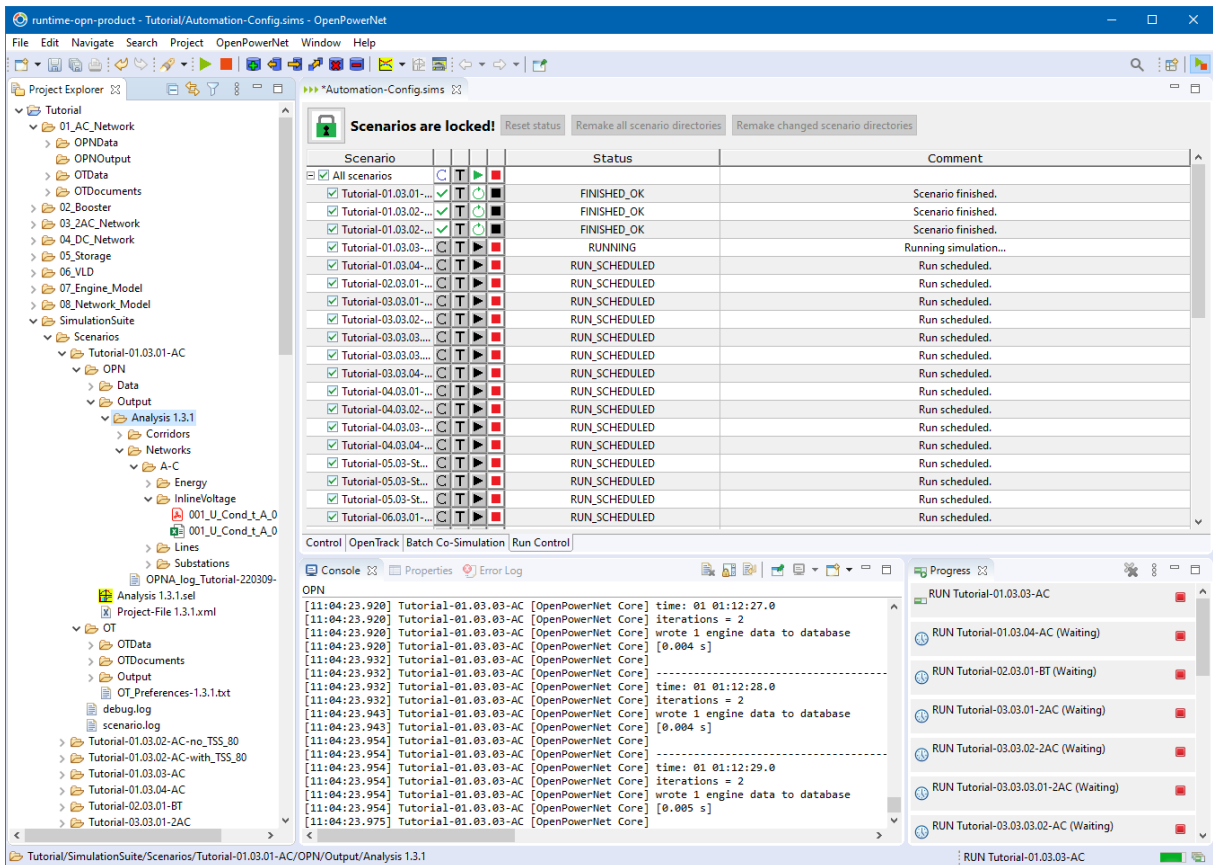 runtime-opn-product - Tutorial/Automation-Config.sims - OpenPowerNet
File Edit Navigate Search Project OpenPowerNet Window Help
Project Explorer
Tutorial
01_AC_Network
OPNData
OPNOutput
OTData
OTDocuments
02_Booster
03_2AC_Network
04_DC_Network
05_Storage
06_VLD
07_Engine_Model
08_Network_Model
SimulationSuite
Scenarios
Tutorial-01.03.01-AC
OPN
Data
Output
Analysis 1.3.1
Corridors
Networks
A-C
Energy
InlineVoltage
001_U_Cond_t_A_0
001_U_Cond_t_A_0
Lines
Substations
OPNA_log_Tutorial-220309-
Analysis 1.3.1.sel
Project-File 1.3.1.xml
OT
OTData
OTDocuments
Output
OT_Preferences-1.3.1.txt
debug.log
scenario.log
Tutorial-01.03.02-AC-no_TSS_80
Tutorial-01.03.02-AC-with_TSS_80
Tutorial-01.03.03-AC
Tutorial-01.03.04-AC
Tutorial-02.03.01-BT
Tutorial-03.03.01-2AC
*Automation-Config.sims
Scenarios are locked! Reset status Remake all scenario directories Remake changed scenario directories
Scenario Status Comment
All scenarios C T
Tutorial-01.03.01-... T FINISHED_OK Scenario finished.
Tutorial-01.03.02-... T FINISHED_OK Scenario finished.
Tutorial-01.03.02-... T FINISHED_OK Scenario finished.
Tutorial-01.03.03-... C T RUNNING Running simulation...
Tutorial-01.03.04-... C T RUN_SCHEDULED Run scheduled.
Tutorial-02.03.01-... C T RUN_SCHEDULED Run scheduled.
Tutorial-03.03.01-... C T RUN_SCHEDULED Run scheduled.
Tutorial-03.03.02-... C T RUN_SCHEDULED Run scheduled.
Tutorial-03.03.03.... C T RUN_SCHEDULED Run scheduled.
Tutorial-03.03.03.... C T RUN_SCHEDULED Run scheduled.
Tutorial-03.03.04-... C T RUN_SCHEDULED Run scheduled.
Tutorial-04.03.01-... C T RUN_SCHEDULED Run scheduled.
Tutorial-04.03.02-... C T RUN_SCHEDULED Run scheduled.
Tutorial-04.03.03-... C T RUN_SCHEDULED Run scheduled.
Tutorial-04.03.04-... C T RUN_SCHEDULED Run scheduled.
Tutorial-05.03-St... C T RUN_SCHEDULED Run scheduled.
Tutorial-05.03-St... C T RUN_SCHEDULED Run scheduled.
Tutorial-05.03-St... C T RUN_SCHEDULED Run scheduled.
Tutorial-06.03.01-... C T RUN_SCHEDULED Run scheduled.
Control OpenTrack Batch Co-Simulation Run Control
Console Properties Error Log
OPN
[11:04:23.920] Tutorial-01.03.03-AC [OpenPowerNet Core] time: 01 01:12:27.0
[11:04:23.920] Tutorial-01.03.03-AC [OpenPowerNet Core] iterations = 2
[11:04:23.920] Tutorial-01.03.03-AC [OpenPowerNet Core] wrote 1 engine data to database
[11:04:23.920] Tutorial-01.03.03-AC [OpenPowerNet Core] [0.004 s]
[11:04:23.932] Tutorial-01.03.03-AC [OpenPowerNet Core]
[11:04:23.932] Tutorial-01.03.03-AC [OpenPowerNet Core] -----------------------------------
[11:04:23.932] Tutorial-01.03.03-AC [OpenPowerNet Core] time: 01 01:12:28.0
[11:04:23.932] Tutorial-01.03.03-AC [OpenPowerNet Core] iterations = 2
[11:04:23.943] Tutorial-01.03.03-AC [OpenPowerNet Core] wrote 1 engine data to database
[11:04:23.943] Tutorial-01.03.03-AC [OpenPowerNet Core] [0.004 s]
[11:04:23.954] Tutorial-01.03.03-AC [OpenPowerNet Core]
[11:04:23.954] Tutorial-01.03.03-AC [OpenPowerNet Core] -----------------------------------
[11:04:23.954] Tutorial-01.03.03-AC [OpenPowerNet Core] time: 01 01:12:29.0
[11:04:23.954] Tutorial-01.03.03-AC [OpenPowerNet Core] iterations = 2
[11:04:23.954] Tutorial-01.03.03-AC [OpenPowerNet Core] wrote 1 engine data to database
[11:04:23.954] Tutorial-01.03.03-AC [OpenPowerNet Core] [0.005 s]
[11:04:23.975] Tutorial-01.03.03-AC [OpenPowerNet Core]
Progress
RUN Tutorial-01.03.03-AC
RUN Tutorial-01.03.04-AC (Waiting)
RUN Tutorial-02.03.01-BT (Waiting)
RUN Tutorial-03.03.01-2AC (Waiting)
RUN Tutorial-03.03.02-2AC (Waiting)
RUN Tutorial-03.03.03.01-2AC (Waiting)
RUN Tutorial-03.03.03.02-AC (Waiting)
Tutorial/SimulationSuite/Scenarios/Tutorial-01.03.01-AC/OPN/Output/Analysis 1.3.1
RUN Tutorial-01.03.03-AC